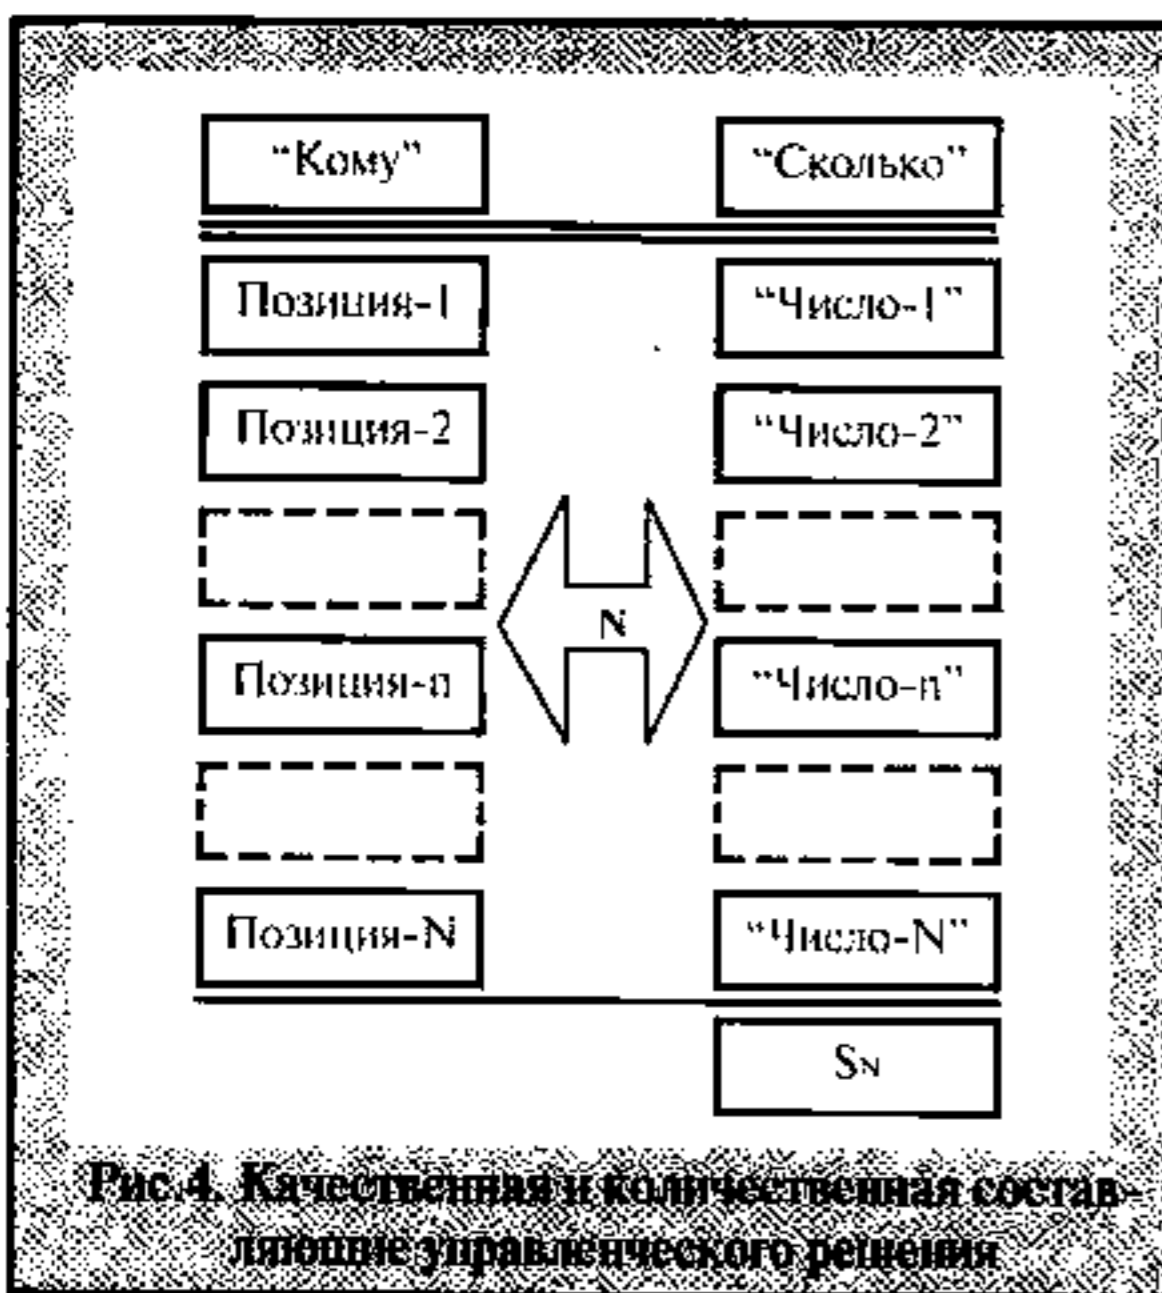 “Кому” “Сколько”
Позиция-1 “Число-1”
Позиция-2 “Число-2”
N
Позиция-n “Число-n”
Позиция-N “Число-N”
SN
Рис.4. Качественная и количественная состав-
ляющие управленческого решения